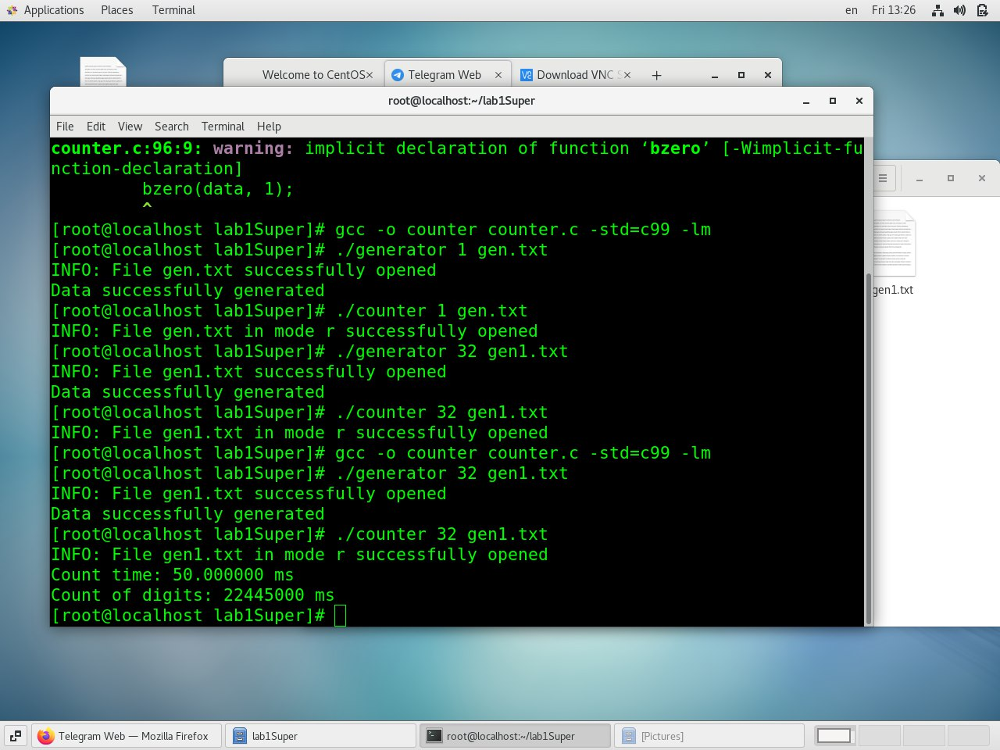 Applications Places Terminal en Fri 13:26
Welcome to CentOS Telegram Web Download VNC
root@localhost:~/lab1Super
File Edit View Search Terminal Help
counter.c:96:9: warning: implicit declaration of function ‘bzero’ [-Wimplicit-fu
nction-declaration]
bzero(data, 1);
^
[root@localhost lab1Super]# gcc -o counter counter.c -std=c99 -lm
[root@localhost lab1Super]# ./generator 1 gen.txt
INFO: File gen.txt successfully opened
Data successfully generated
[root@localhost lab1Super]# ./counter 1 gen.txt
INFO: File gen.txt in mode r successfully opened
[root@localhost lab1Super]# ./generator 32 gen1.txt
INFO: File gen1.txt successfully opened
Data successfully generated
[root@localhost lab1Super]# ./counter 32 gen1.txt
INFO: File gen1.txt in mode r successfully opened
[root@localhost lab1Super]# gcc -o counter counter.c -std=c99 -lm
[root@localhost lab1Super]# ./generator 32 gen1.txt
INFO: File gen1.txt successfully opened
Data successfully generated
[root@localhost lab1Super]# ./counter 32 gen1.txt
INFO: File gen1.txt in mode r successfully opened
Count time: 50.000000 ms
Count of digits: 22445000 ms
[root@localhost lab1Super]#
gen1.txt
Telegram Web — Mozilla Firefox lab1Super root@localhost:~/lab1Super [Pictures]